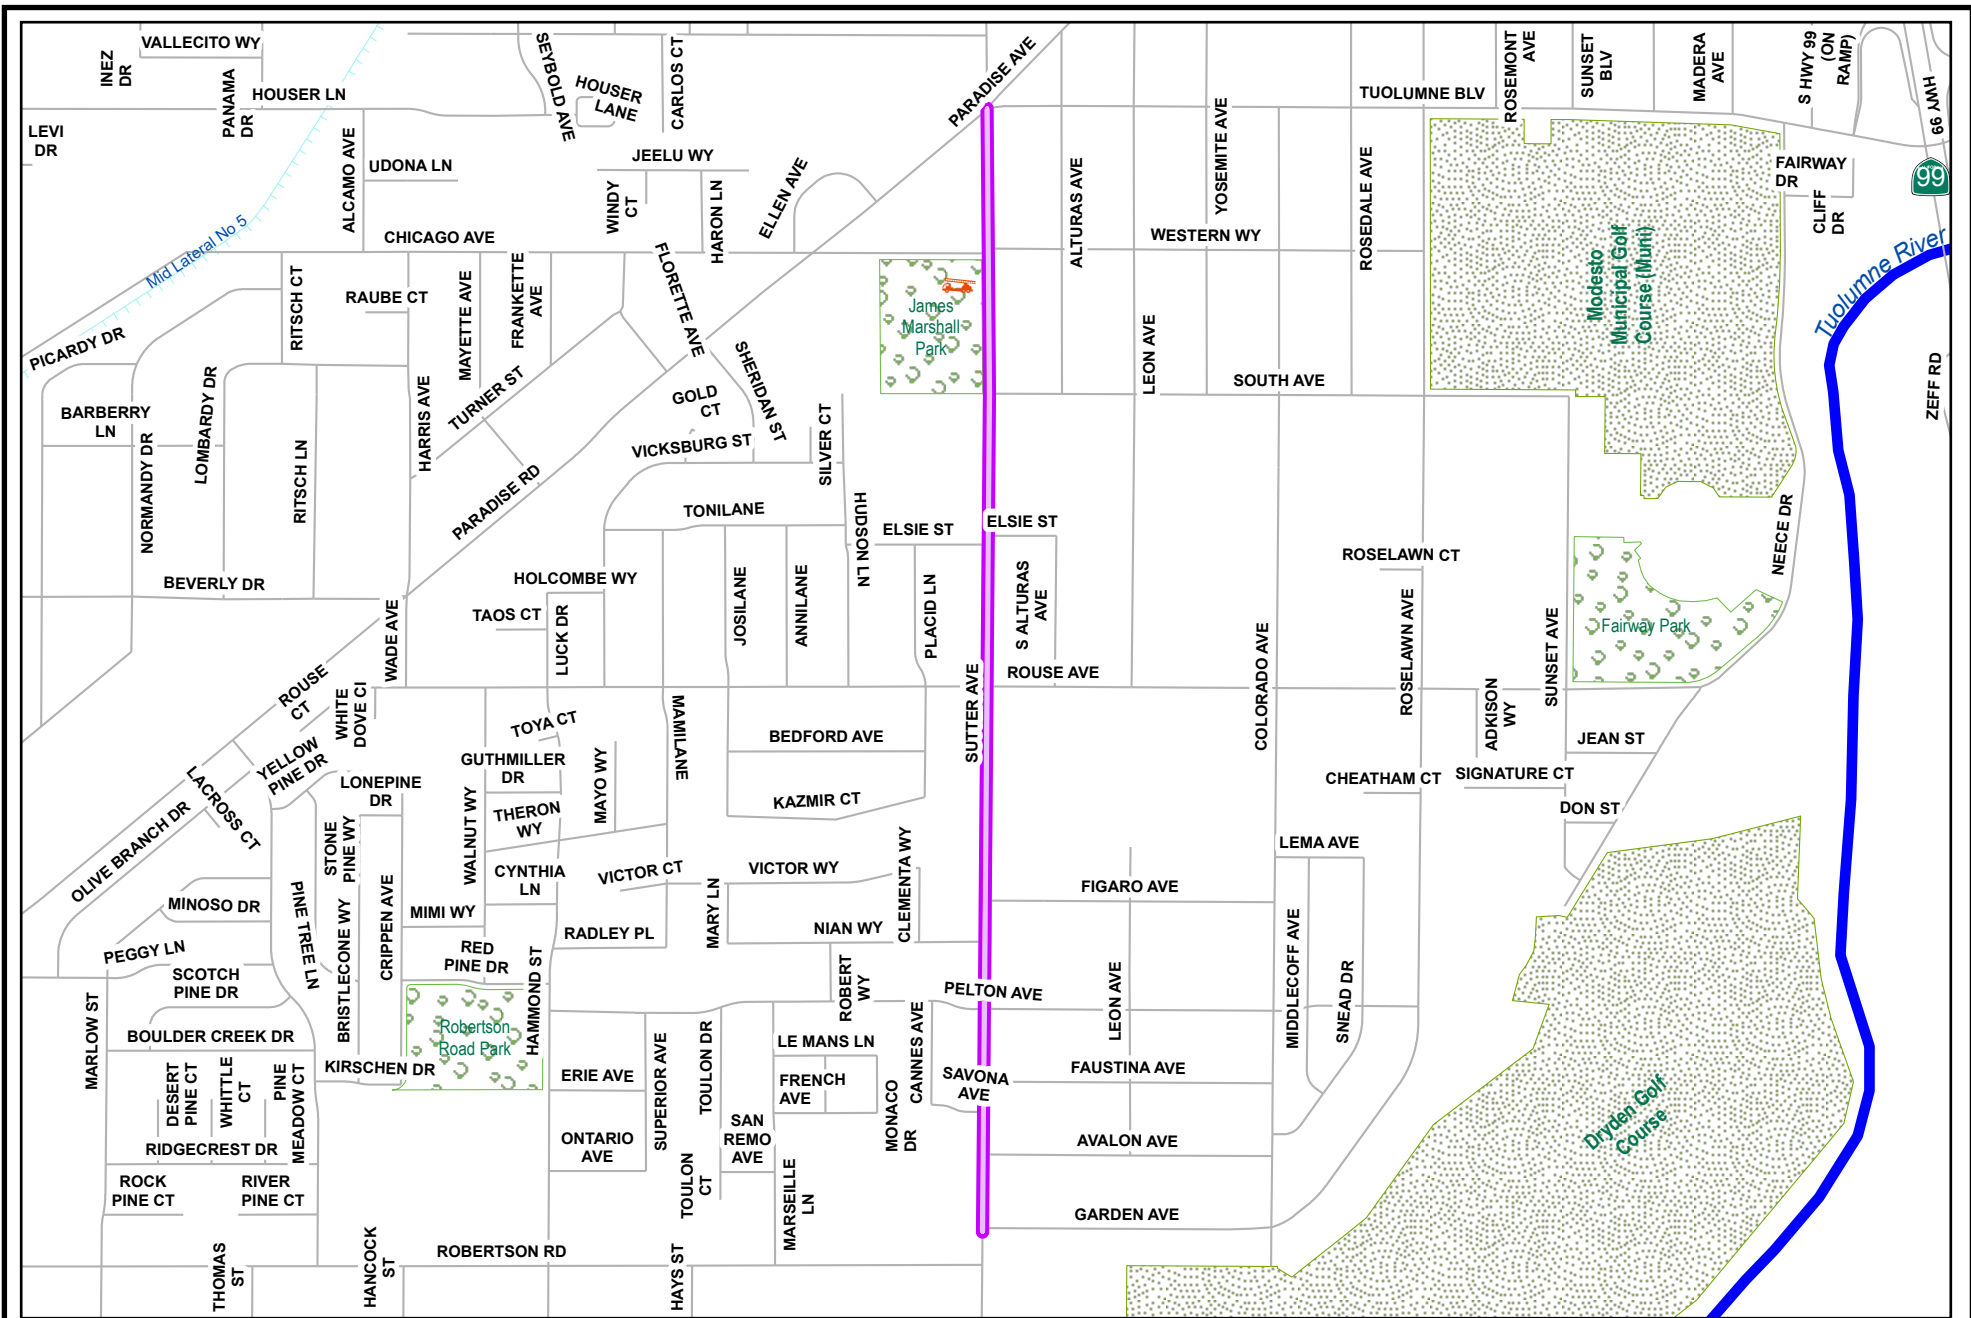 VALLECITO WY
INEZ
DR
PANAMA
DR
HOUSER LN
SEYBOLD AVE
HOUSER
LANE
CARLOS CT
PARADISE AVE
TUOLUMNE BLV
ROSEMONT
AVE
SUNSET
BLV
MADERA
AVE
S HWY 99
(ON
RAMP)
HWY 99
99
LEVI
DR
ALCAMO AVE
UDONA LN
JEELU WY
WINDY
CT
HARON LN
ELLEN AVE
ALTURAS AVE
YOSEMITE AVE
ROSEDALE AVE
FAIRWAY
DR
CLIFF
DR
Mid Lateral No 5
CHICAGO AVE
WESTERN WY
Modesto
Municipal Golf
Course (Muni)
Tuolumne River
RITSCH CT
RAUBE CT
MAYETTE AVE
FRANKETTE
AVE
FLORETTE AVE
James
Marshall
Park
LEON AVE
PICARDY DR
SHERIDAN ST
SOUTH AVE
ZEFF RD
BARBERRY
LN
NORMANDY DR
LOMBARDY DR
RITSCH LN
HARRIS AVE
TURNER ST
GOLD
CT
VICKSBURG ST
SILVER CT
PARADISE RD
TONILANE
HUDSON LN
ELSIE ST
ELSIE ST
ROSELAWN CT
NEECE DR
BEVERLY DR
HOLCOMBE WY
TAOS CT
LUCK DR
JOSILANE
ANNILANE
PLACID LN
S ALTURAS
AVE
Fairway Park
WADE AVE
ROUSE
CT
WHITE
DOVE CI
SUTTER AVE
ROUSE AVE
COLORADO AVE
ROSELAWN AVE
ADKISON
WY
SUNSET AVE
TOYA CT
MAMILANE
BEDFORD AVE
JEAN ST
YELLOW
PINE DR
GUTHMILLER
DR
MAYO WY
LACROSS CT
LONEPINE
DR
CHEATHAM CT
SIGNATURE CT
KAZMIR CT
DON ST
OLIVE BRANCH DR
STONE
PINE WY
WALNUT WY
THERON
WY
CLEMENTA WY
LEMA AVE
CYNTHIA
LN
VICTOR CT
VICTOR WY
FIGARO AVE
MINOSO DR
PINE TREE LN
BRISTLECONE WY
CRIPPEN AVE
MIMI WY
MARY LN
NIAN WY
MIDDLECOFF AVE
PEGGY LN
RED
PINE DR
RADLEY PL
HAMMOND ST
ROBERT
WY
PELTON AVE
LEON AVE
SNEAD DR
SCOTCH
PINE DR
MARLOW ST
BOULDER CREEK DR
Robertson
Road Park
KIRSCHEN DR
SUPERIOR AVE
TOULON DR
LE MANS LN
CANNES AVE
ERIE AVE
FRENCH
AVE
SAVONA
AVE
FAUSTINA AVE
DESERT
PINE CT
WHITTLE
CT
PINE
MEADOW CT
MONACO
DR
Dryden Golf
Course
RIDGECREST DR
ONTARIO
AVE
SAN
REMO
AVE
AVALON AVE
ROCK
PINE CT
RIVER
PINE CT
TOULON
CT
MARSEILLE
LN
GARDEN AVE
THOMAS
ST
HANCOCK
ST
ROBERTSON RD
HAYS ST